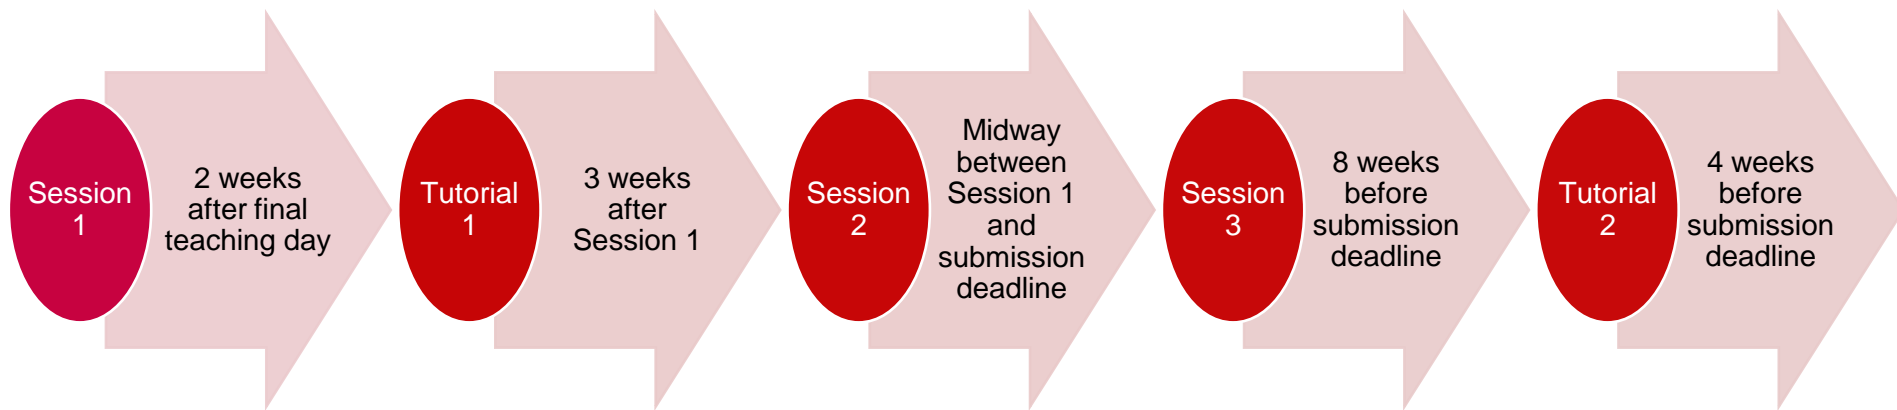 Session
1
2 weeks
after final
teaching day
Tutorial
1
3 weeks
after
Session 1
Session
2
Midway
between
Session 1
and
submission
deadline
Session
3
8 weeks
before
submission
deadline
Tutorial
2
4 weeks
before
submission
deadline